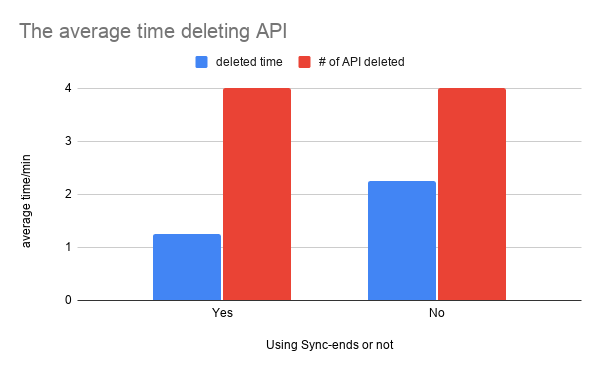 The average time deleting API
deleted time
# of API deleted
4
3
2
1
0
average time/min
Yes
No
Using Sync-ends or not